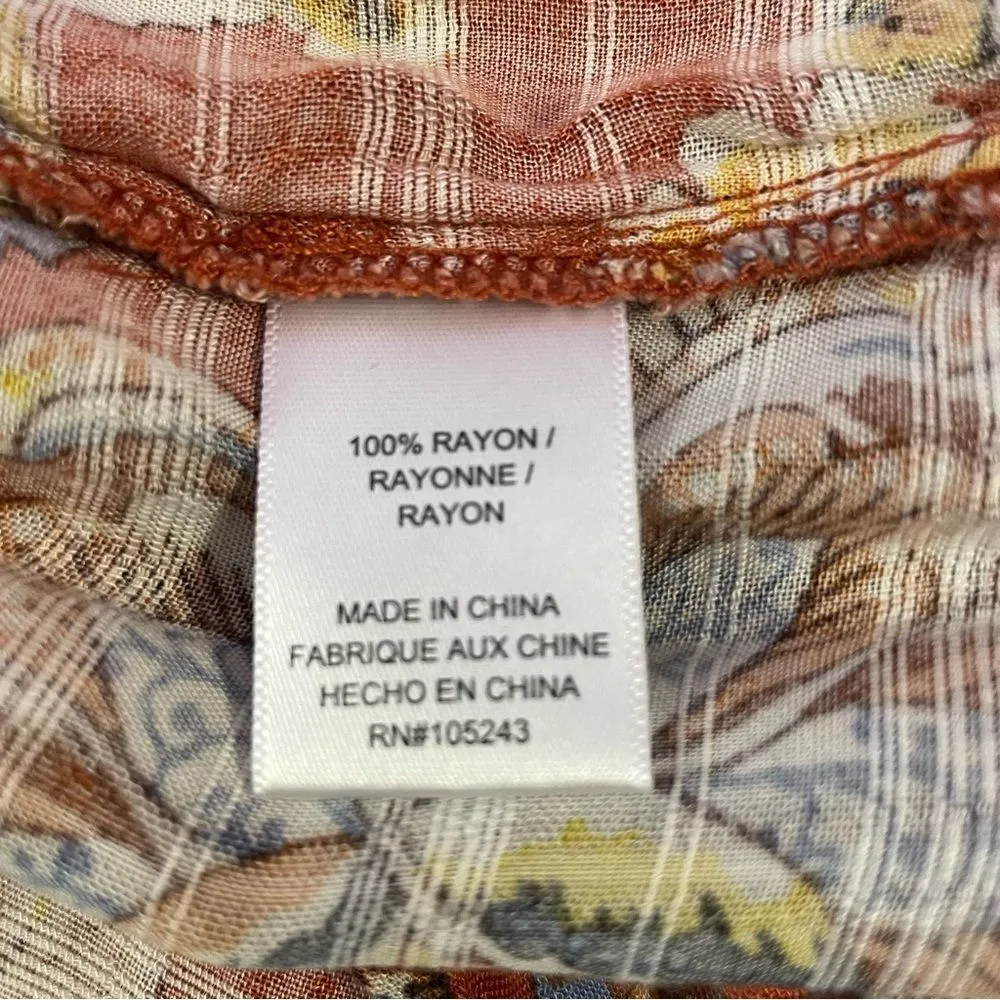 100% RAYON /
RAYONNE /
RAYON
MADE IN CHINA
FABRIQUE AUX CHINE
HECHO EN CHINA
RN#105243